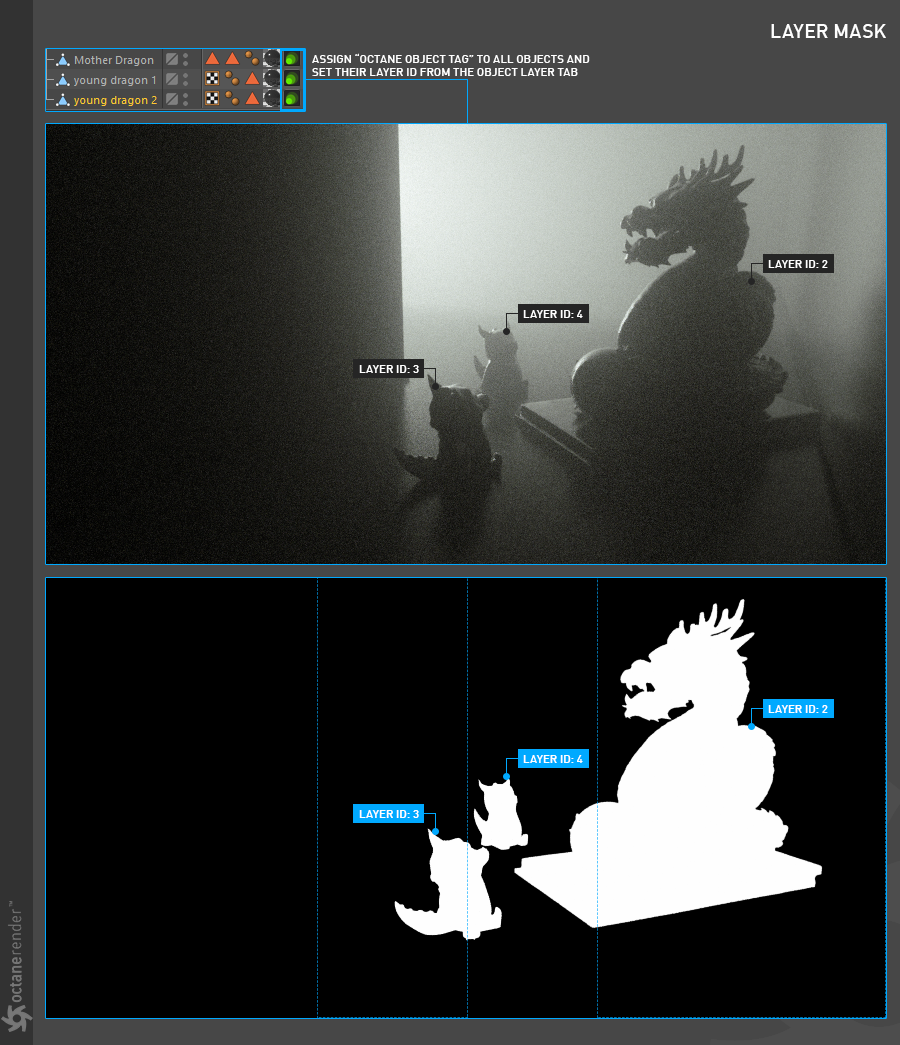 LAYER MASK
Mother Dragon
young dragon 1
young dragon 2
ASSIGN “OCTANE OBJECT TAG” TO ALL OBJECTS AND
SET THEIR LAYER ID FROM THE OBJECT LAYER TAB
LAYER ID: 2
LAYER ID: 4
LAYER ID: 3
LAYER ID: 2
LAYER ID: 4
LAYER ID: 3
octanerender™